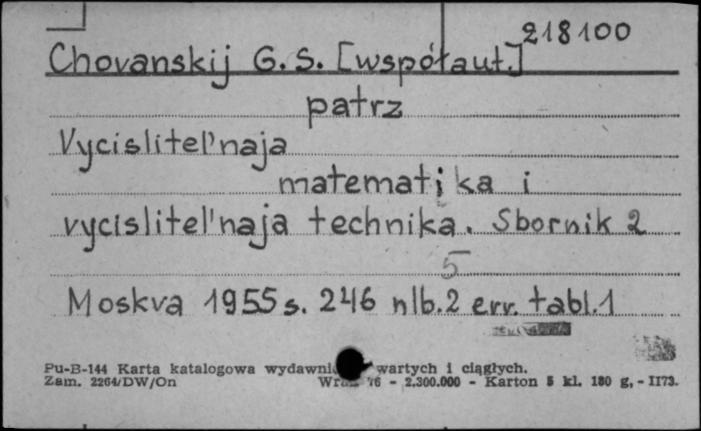 218100
Chovanskij G. S. [współaut.]
patrz
Vycislitel'naja
matematika i
vycislitel'naja technika. Sbornik 2
5
Moskva 1955 s. 246 nlb. 2 err. tabl. 1
Pu-B-144 Karta katalogowa wydawni wartych i ciągłych.
Zam. 2264/DW/On 76 - 2.300.000 - Karton 5 kl. 180 g, - II73.